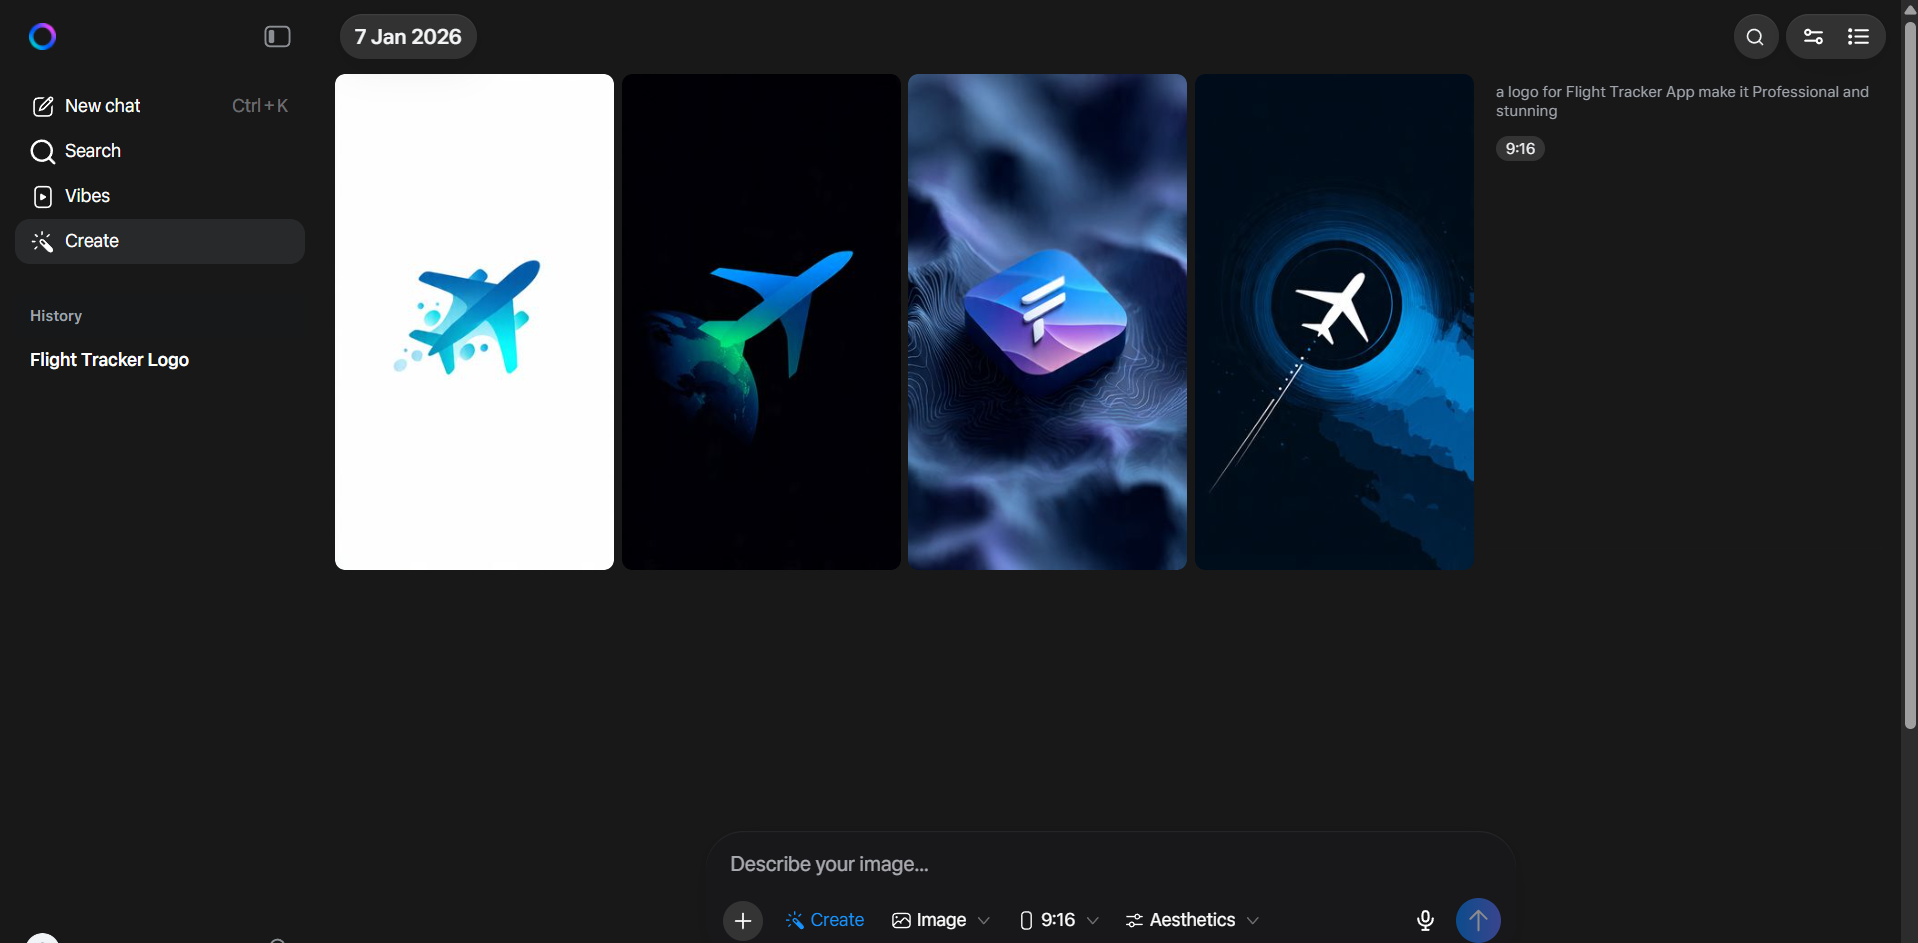 7 Jan 2026
New chat
Ctrl+K
Search
Vibes
Create
History
Flight Tracker Logo
a logo for Flight Tracker App make it Professional and
stunning
9:16
Describe your image...
Create
Image
9:16
Aesthetics